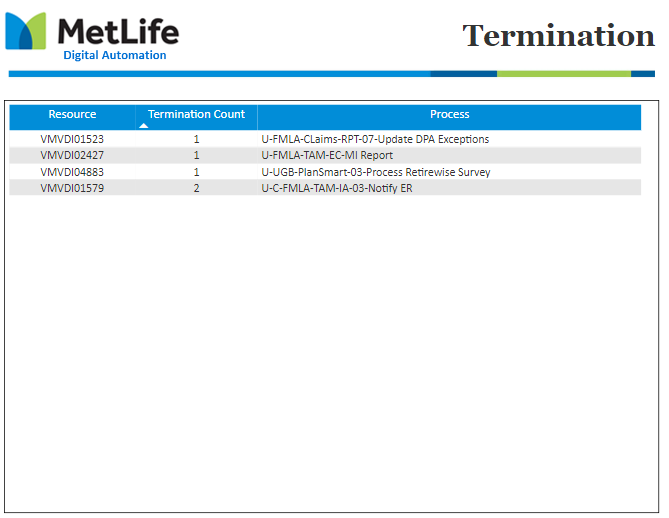 MetLife
Digital Automation
Termination
Resource Termination Count Process
VMVDI01523 1 U-FMLA-CLaims-RPT-07-Update DPA Exceptions
VMVDI02427 1 U-FMLA-TAM-EC-MI Report
VMVDI04883 1 U-UGB-PlanSmart-03-Process Retirewise Survey
VMVDI01579 2 U-C-FMLA-TAM-IA-03-Notify ER